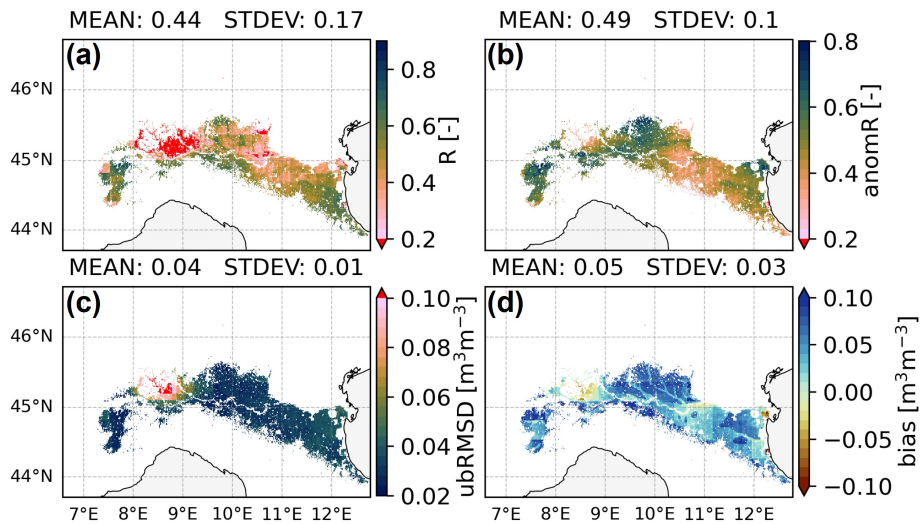 MEAN: 0.44 STDEV: 0.17
(a)
46°N
45°N
44°N
0.8
0.6
0.4
0.2
R [-]
MEAN: 0.49 STDEV: 0.1
(b)
0.8
0.6
0.4
0.2
anomR [-]
MEAN: 0.04 STDEV: 0.01
(c)
46°N
45°N
44°N
7°E 8°E 9°E 10°E 11°E 12°E
0.10
0.08
0.06
0.04
0.02
ubRMSD [m³m⁻³]
MEAN: 0.05 STDEV: 0.03
(d)
7°E 8°E 9°E 10°E 11°E 12°E
0.10
0.05
0.00
−0.05
−0.10
bias [m³m⁻³]